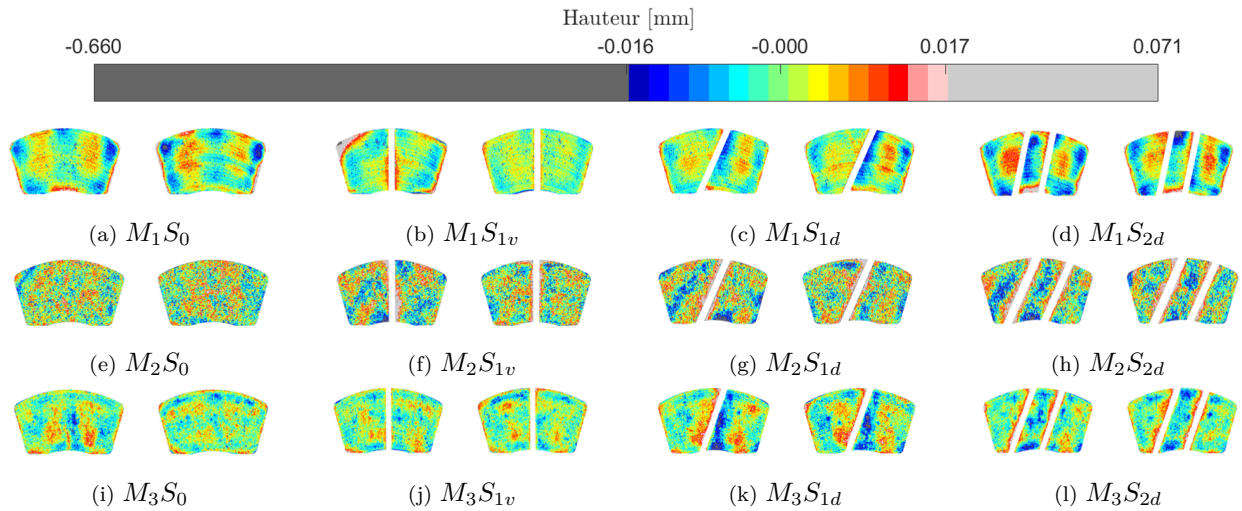 Hauteur [mm]
-0.660 -0.016 -0.000 0.017 0.071
(a) M₁S₀ (b) M₁S₁ᵥ (c) M₁S₁d (d) M₁S₂d
(e) M₂S₀ (f) M₂S₁ᵥ (g) M₂S₁d (h) M₂S₂d
(i) M₃S₀ (j) M₃S₁ᵥ (k) M₃S₁d (l) M₃S₂d